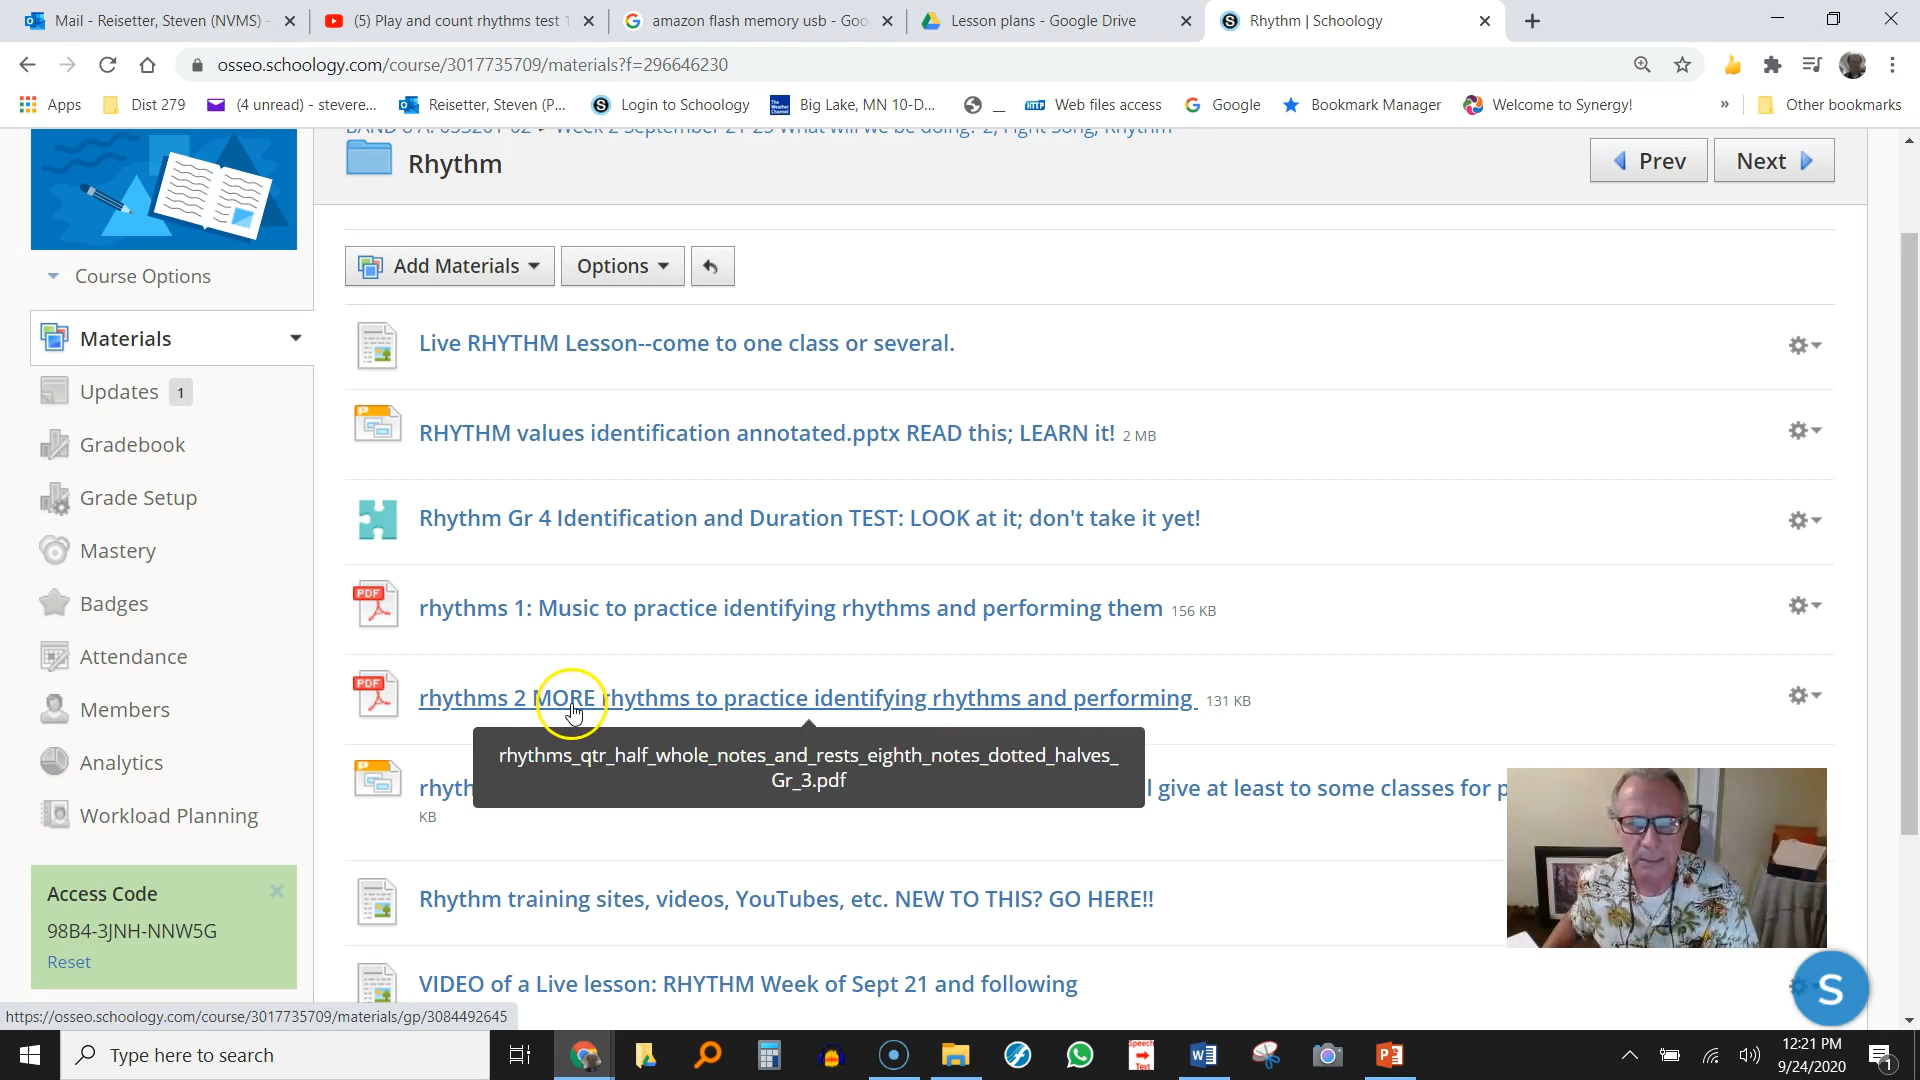 Mail - Reisetter, Steven (NVMS) -
(5) Play and count rhythms test 1
amazon flash memory usb - Goo
Lesson plans - Google Drive
Rhythm | Schoology
osseo.schoology.com/course/3017735709/materials?f=296646230
Apps
Dist 279
(4 unread) - stevere...
Reisetter, Steven (P...
Login to Schoology
Big Lake, MN 10-D...
_
Web files access
Google
Bookmark Manager
Welcome to Synergy!
»
Other bookmarks
Rhythm
Prev
Next
Course Options
Add Materials
Options
Materials
Updates 1
Gradebook
Grade Setup
Mastery
Badges
Attendance
Members
Analytics
Workload Planning
Live RHYTHM Lesson--come to one class or several.
RHYTHM values identification annotated.pptx READ this; LEARN it! 2 MB
Rhythm Gr 4 Identification and Duration TEST: LOOK at it; don't take it yet!
PDF
rhythms 1: Music to practice identifying rhythms and performing them 156 KB
PDF
rhythms 2 MORE rhythms to practice identifying rhythms and performing 131 KB
rhythms_qtr_half_whole_notes_and_rests_eighth_notes_dotted_halves_
Gr_3.pdf
rhyth
l give at least to some classes for p
KB
Rhythm training sites, videos, YouTubes, etc. NEW TO THIS? GO HERE!!
VIDEO of a Live lesson: RHYTHM Week of Sept 21 and following
Access Code
98B4-3JNH-NNW5G
Reset
S
https://osseo.schoology.com/course/3017735709/materials/gp/3084492645
Type here to search
Speech
Text
12:21 PM
9/24/2020
1